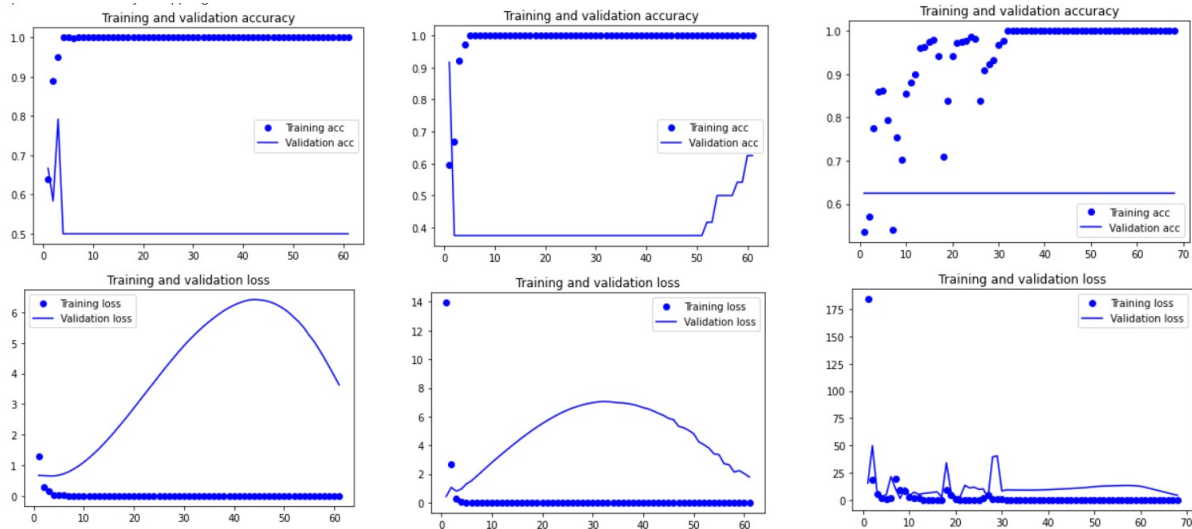 Training and validation accuracy
1.0
0.9
0.8
0.7
0.6
0.5
Training acc
Validation acc
0 10 20 30 40 50 60
Training and validation accuracy
1.0
0.9
0.8
0.7
0.6
0.5
0.4
Training acc
Validation acc
0 10 20 30 40 50 60
Training and validation accuracy
1.0
0.9
0.8
0.7
0.6
Training acc
Validation acc
0 10 20 30 40 50 60 70
Training and validation loss
6
5
4
3
2
1
0
Training loss
Validation loss
0 10 20 30 40 50 60
Training and validation loss
14
12
10
8
6
4
2
0
Training loss
Validation loss
0 10 20 30 40 50 60
Training and validation loss
175
150
125
100
75
50
25
0
Training loss
Validation loss
0 10 20 30 40 50 60 70